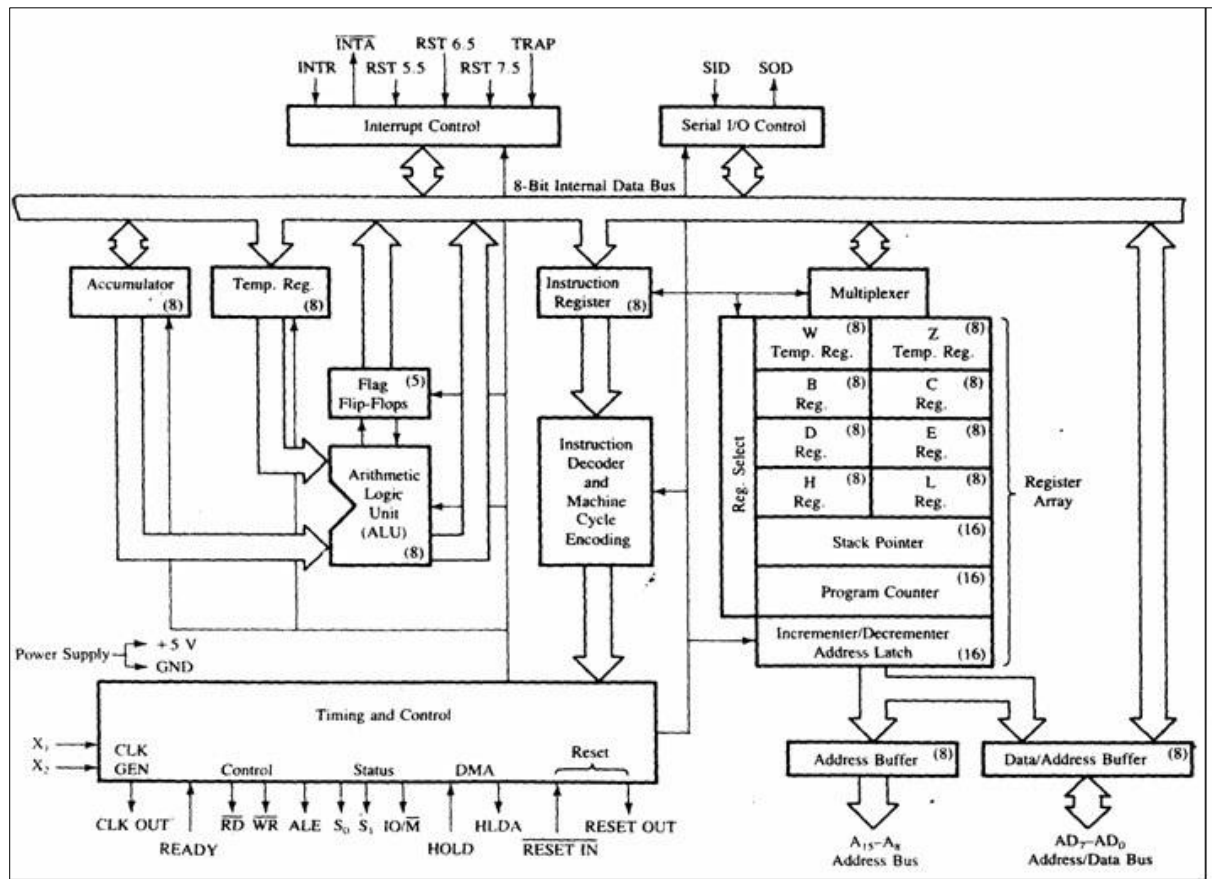 INTA RST 6.5 TRAP
INTR RST 5.5 RST 7.5
SID SOD
Interrupt Control
Serial I/O Control
8-Bit Internal Data Bus
Accumulator
(8)
Temp. Reg.
(8)
Instruction
Register
(8)
Multiplexer
Flag
Flip-Flops
(5)
Arithmetic
Logic
Unit
(ALU)
(8)
Instruction
Decoder
and
Machine
Cycle
Encoding
Reg. Select
W (8)
Temp. Reg.
Z (8)
Temp. Reg.
B (8)
Reg.
C (8)
Reg.
D (8)
Reg.
E (8)
Reg.
H (8)
Reg.
L (8)
Reg.
Stack Pointer (16)
Program Counter (16)
Incrementer/Decrementer
Address Latch (16)
Register
Array
Power Supply
+5 V
GND
Timing and Control
X₁
X₂
CLK
GEN
Control
Status
DMA
Reset
CLK OUT
READY
RD WR ALE S₀ S₁ IO/M
HOLD
HLDA
RESET IN
RESET OUT
Address Buffer (8)
Data/Address Buffer (8)
A₁₅–A₈
Address Bus
AD₇–AD₀
Address/Data Bus